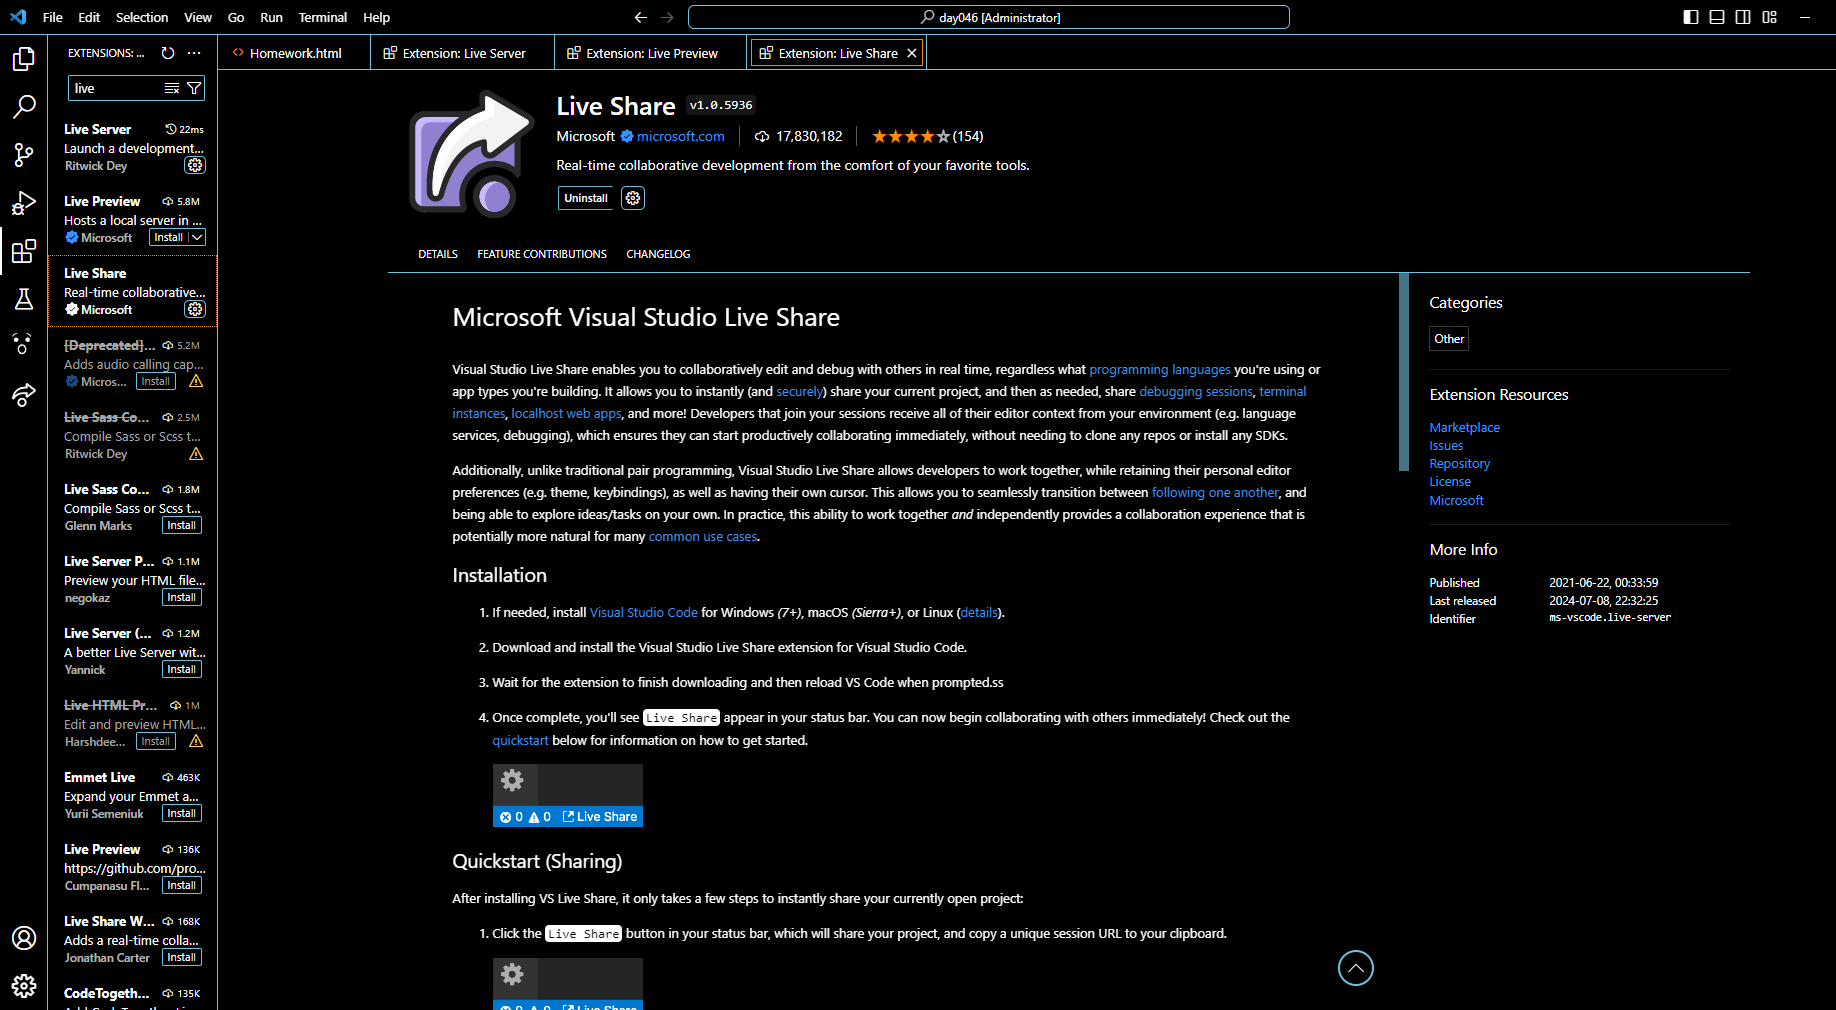 File Edit Selection View Go Run Terminal Help
day046 [Administrator]
EXTENSIONS: ...
Homework.html
Extension: Live Server
Extension: Live Preview
Extension: Live Share
live
Live Server 22ms
Launch a development...
Ritwick Dey
Live Preview 5.8M
Hosts a local server in ...
Microsoft Install
Live Share
Real-time collaborative...
Microsoft
[Deprecated]... 5.2M
Adds audio calling cap...
Micros... Install
Live Sass Co... 2.5M
Compile Sass or Scss t...
Ritwick Dey
Live Sass Co... 1.8M
Compile Sass or Scss t...
Glenn Marks Install
Live Server P... 1.1M
Preview your HTML file...
negokaz Install
Live Server (... 1.2M
A better Live Server wit...
Yannick Install
Live HTML Pr... 1M
Edit and preview HTML...
Harshdee... Install
Emmet Live 463K
Expand your Emmet a...
Yurii Semeniuk Install
Live Preview 136K
https://github.com/pro...
Cumpanasu Fl... Install
Live Share W... 168K
Adds a real-time colla...
Jonathan Carter Install
CodeTogeth... 135K
Live Share v1.0.5936
Microsoft microsoft.com 17,830,182 (154)
Real-time collaborative development from the comfort of your favorite tools.
Uninstall
DETAILS FEATURE CONTRIBUTIONS CHANGELOG
Microsoft Visual Studio Live Share
Visual Studio Live Share enables you to collaboratively edit and debug with others in real time, regardless what programming languages you're using or
app types you're building. It allows you to instantly (and securely) share your current project, and then as needed, share debugging sessions, terminal
instances, localhost web apps, and more! Developers that join your sessions receive all of their editor context from your environment (e.g. language
services, debugging), which ensures they can start productively collaborating immediately, without needing to clone any repos or install any SDKs.
Additionally, unlike traditional pair programming, Visual Studio Live Share allows developers to work together, while retaining their personal editor
preferences (e.g. theme, keybindings), as well as having their own cursor. This allows you to seamlessly transition between following one another, and
being able to explore ideas/tasks on your own. In practice, this ability to work together and independently provides a collaboration experience that is
potentially more natural for many common use cases.
Installation
1. If needed, install Visual Studio Code for Windows (7+), macOS (Sierra+), or Linux (details).
2. Download and install the Visual Studio Live Share extension for Visual Studio Code.
3. Wait for the extension to finish downloading and then reload VS Code when prompted.ss
4. Once complete, you'll see Live Share appear in your status bar. You can now begin collaborating with others immediately! Check out the
quickstart below for information on how to get started.
0 0 Live Share
Quickstart (Sharing)
After installing VS Live Share, it only takes a few steps to instantly share your currently open project:
1. Click the Live Share button in your status bar, which will share your project, and copy a unique session URL to your clipboard.
0 0 Live Share
Categories
Other
Extension Resources
Marketplace
Issues
Repository
License
Microsoft
More Info
Published 2021-06-22, 00:33:59
Last released 2024-07-08, 22:32:25
Identifier ms-vscode.live-server